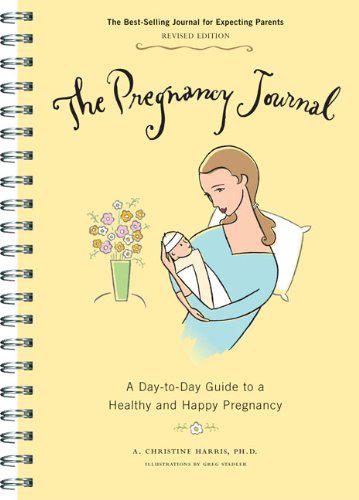 The Best-Selling Journal for Expecting Parents
REVISED EDITION
The Pregnancy Journal
A Day-to-Day Guide to a
Healthy and Happy Pregnancy
A. CHRISTINE HARRIS, PH.D.
ILLUSTRATIONS BY GREG STADLER